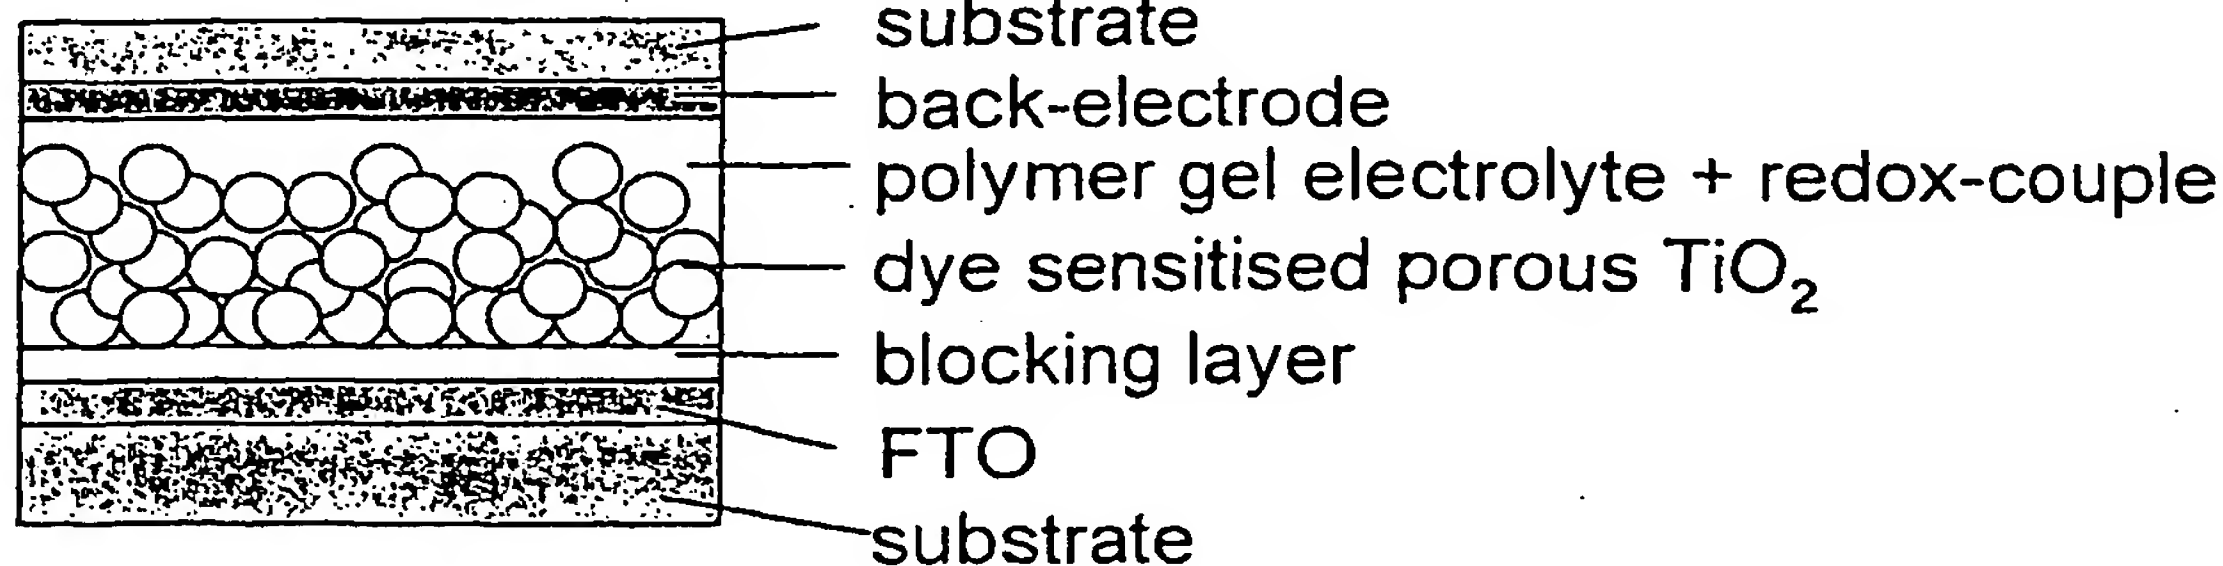 substrate
back-electrode
polymer gel electrolyte + redox-couple
dye sensitised porous TiO₂
blocking layer
FTO
substrate